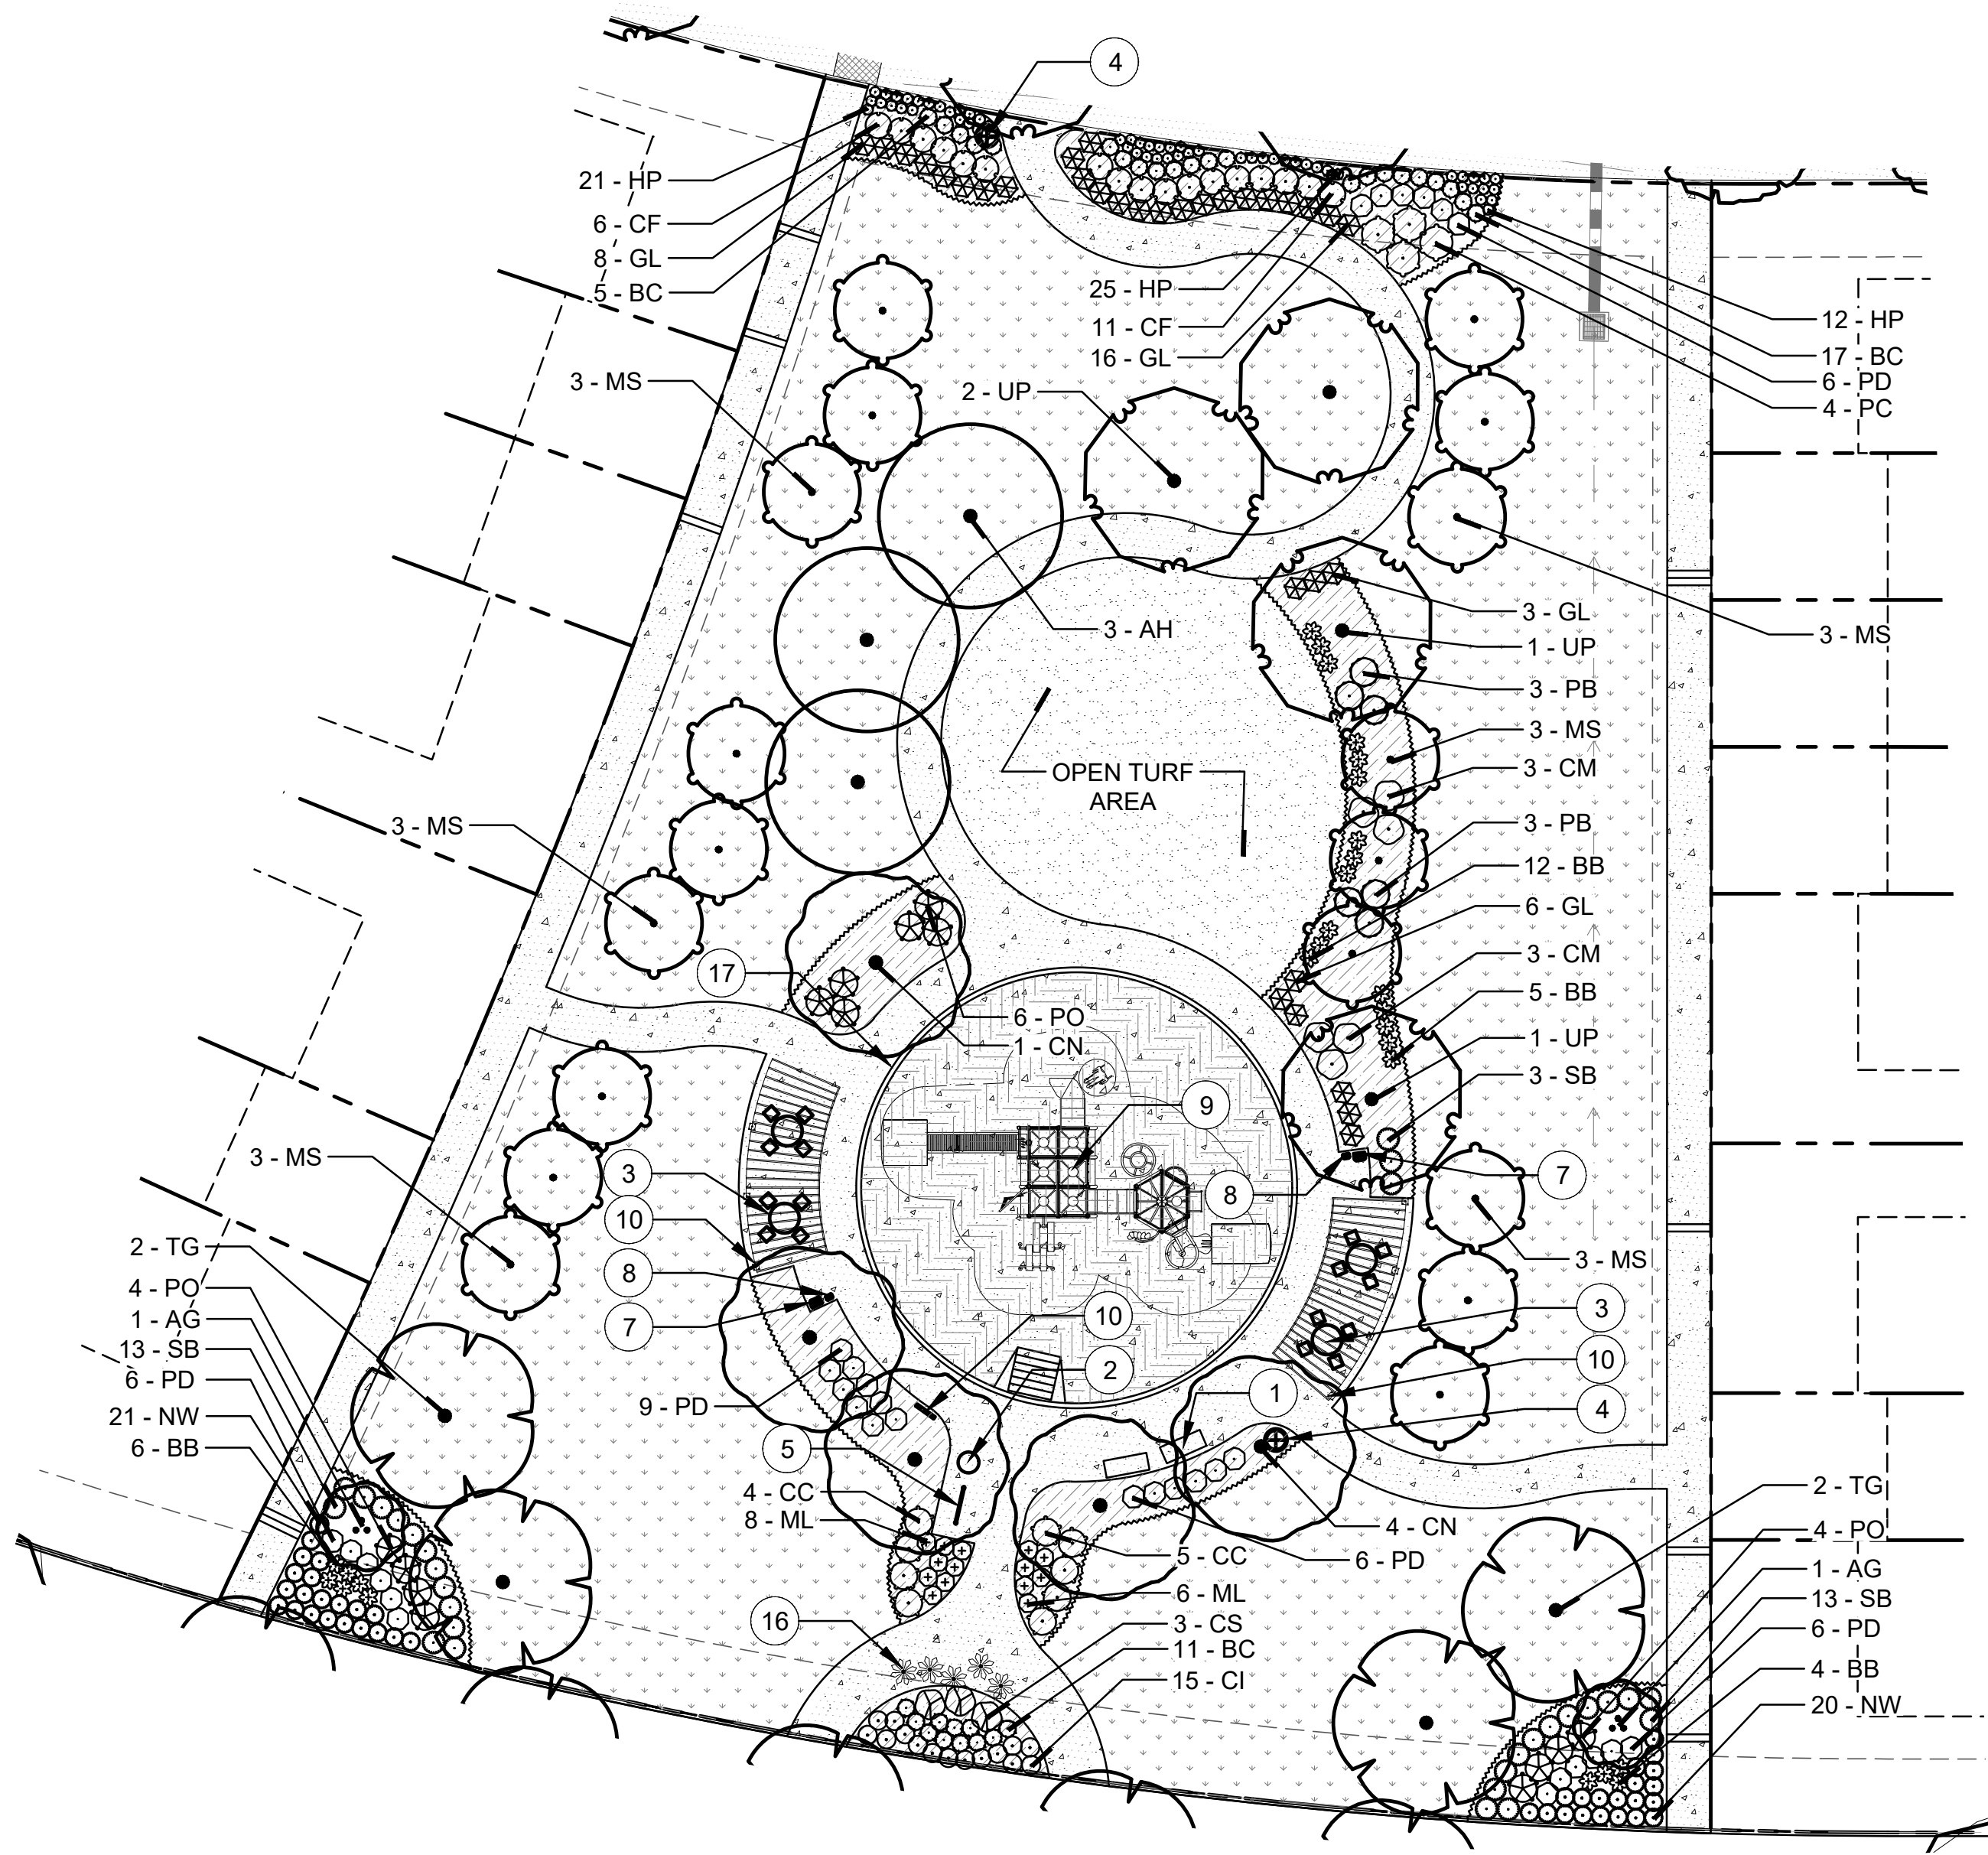 4
21 - HP
6 - CF
8 - GL
5 - BC
25 - HP
11 - CF
16 - GL
12 - HP
17 - BC
6 - PD
4 - PC
3 - MS
2 - UP
3 - MS
3 - AH
3 - GL
1 - UP
3 - PB
3 - MS
3 - CM
OPEN TURF
AREA
3 - MS
3 - PB
12 - BB
6 - GL
3 - CM
5 - BB
1 - UP
3 - SB
17
6 - PO
1 - CN
9
3 - MS
3
8
7
10
3 - MS
2 - TG
4 - PO
1 - AG
13 - SB
6 - PD
21 - NW
6 - BB
8
7
10
3
2
10
1
4
9 - PD
5
4 - CC
8 - ML
4 - CN
6 - PD
5 - CC
6 - ML
16
3 - CS
11 - BC
15 - CI
2 - TG
4 - PO
1 - AG
13 - SB
6 - PD
4 - BB
20 - NW